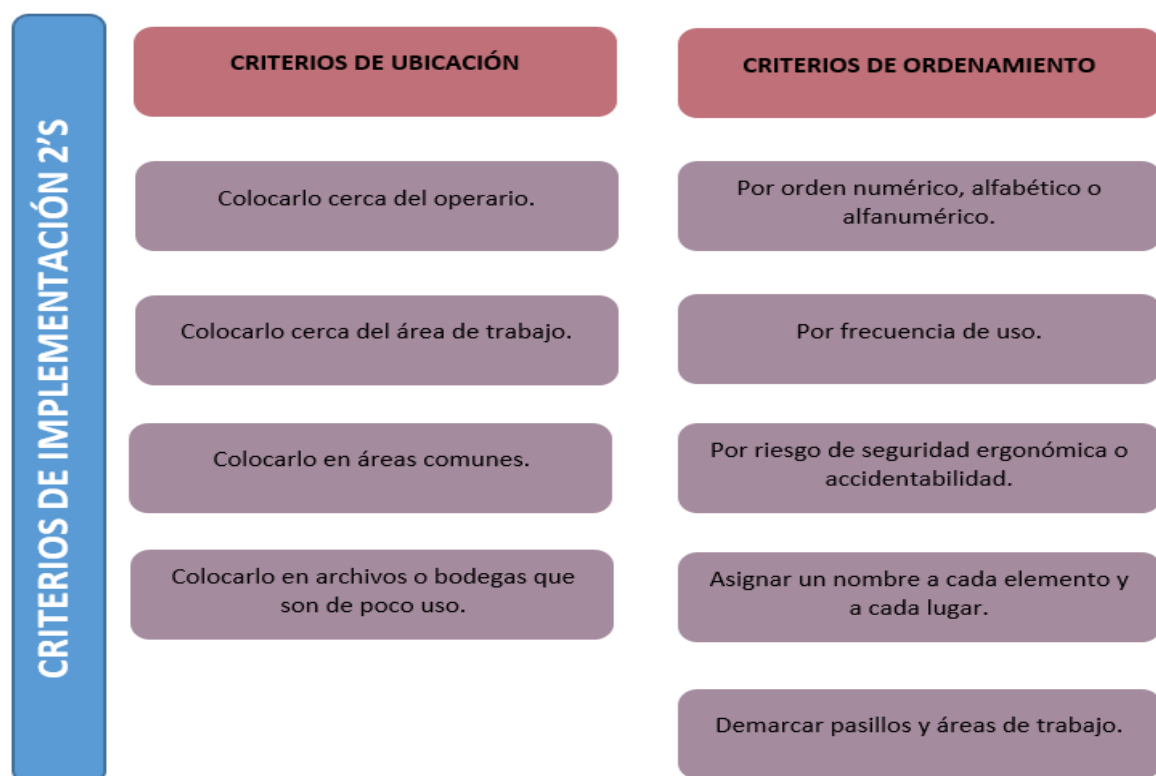 CRITERIOS DE IMPLEMENTACIÓN 2'S
CRITERIOS DE UBICACIÓN
Colocarlo cerca del operario.
Colocarlo cerca del área de trabajo.
Colocarlo en áreas comunes.
Colocarlo en archivos o bodegas que
son de poco uso.
CRITERIOS DE ORDENAMIENTO
Por orden numérico, alfabético o
alfanumérico.
Por frecuencia de uso.
Por riesgo de seguridad ergonómica o
accidentabilidad.
Asignar un nombre a cada elemento y
a cada lugar.
Demarcar pasillos y áreas de trabajo.